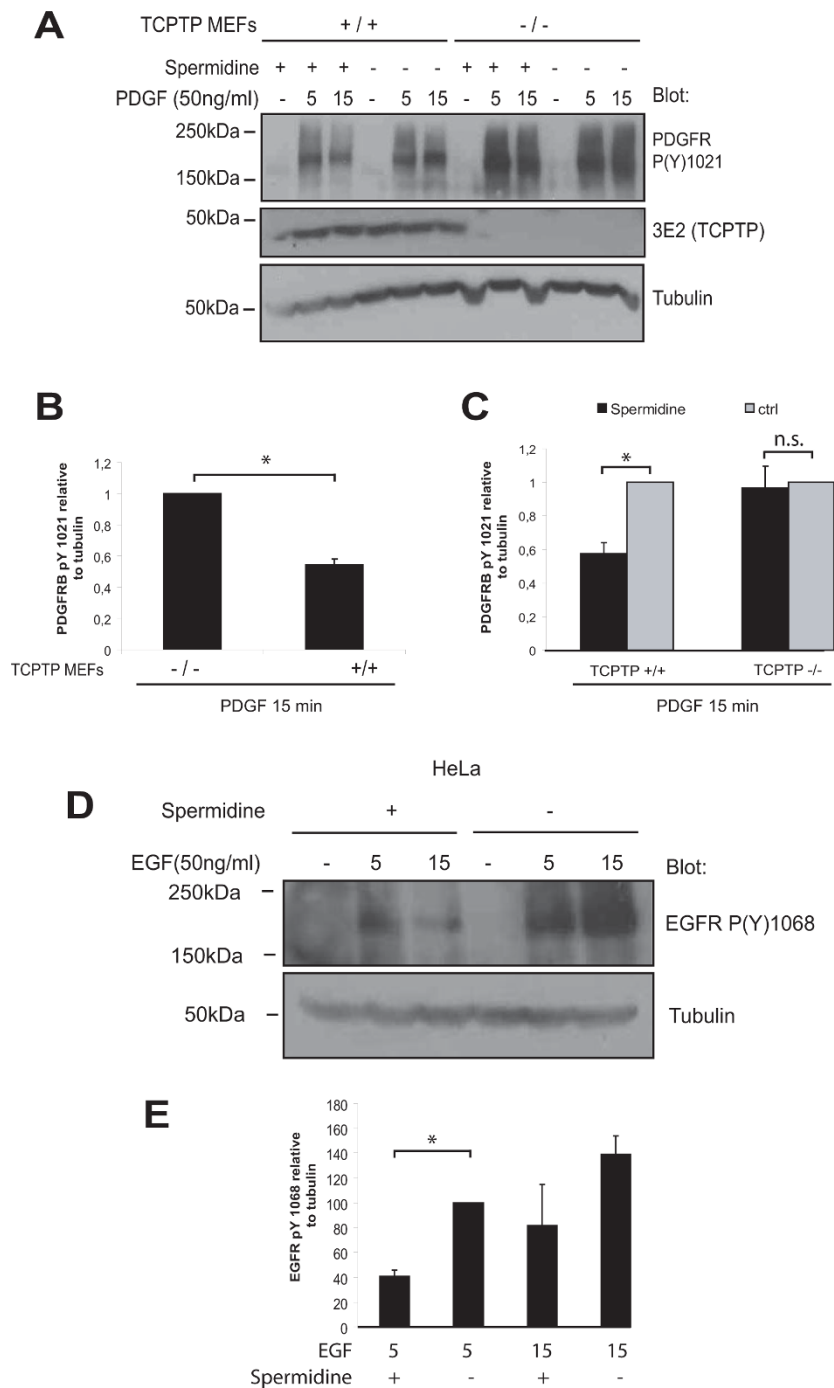 A
TCPTP MEFs + / + - / -
Spermidine + + + - - - + + + - - -
PDGF (50ng/ml) - 5 15 - 5 15 - 5 15 - 5 15 Blot:
250kDa
150kDa
PDGFR
P(Y)1021
50kDa
3E2 (TCPTP)
50kDa
Tubulin
B
PDGFRB pY 1021 relative
to tubulin
1,2
1
0,8
0,6
0,4
0,2
0
*
TCPTP MEFs - / - +/+
PDGF 15 min
C
Spermidine ctrl
PDGFRB pY 1021 relative
to tubulin
1,2
1
0,8
0,6
0,4
0,2
0
* n.s.
TCPTP +/+ TCPTP -/-
PDGF 15 min
HeLa
D
Spermidine + -
EGF(50ng/ml) - 5 15 - 5 15 Blot:
250kDa
EGFR P(Y)1068
150kDa
50kDa
Tubulin
E
EGFR pY 1068 relative
to tubulin
180
160
140
120
100
80
60
40
20
0
*
EGF 5 5 15 15
Spermidine + - + -